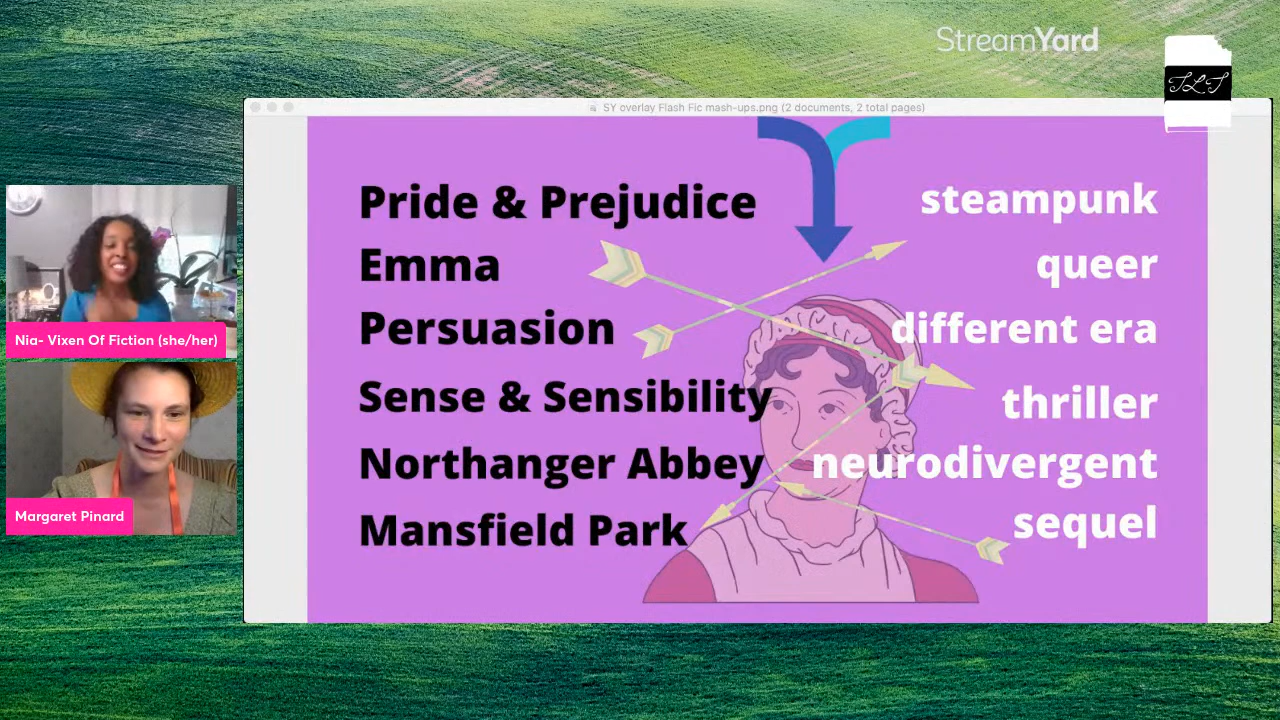 StreamYard
TLT
SY overlay Flash Fic mash-ups.png (2 documents, 2 total pages)
Pride & Prejudice
Emma
Persuasion
Sense & Sensibility
Northanger Abbey
Mansfield Park
steampunk
queer
different era
thriller
neurodivergent
sequel
Nia- Vixen Of Fiction (she/her)
Margaret Pinard